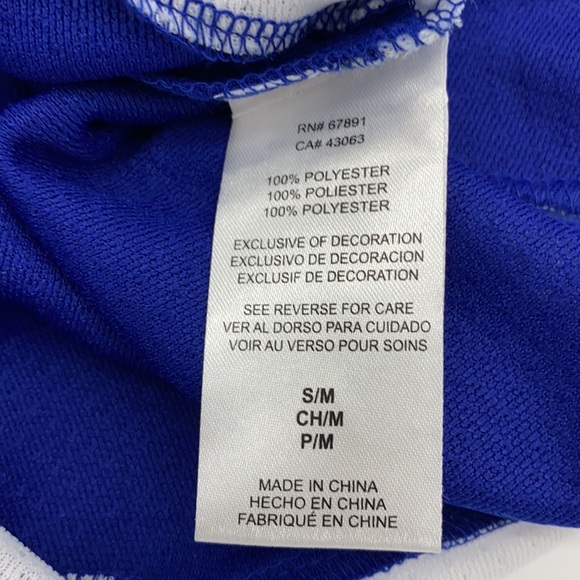 RN# 67891
CA# 43063
100% POLYESTER
100% POLIESTER
100% POLYESTER
EXCLUSIVE OF DECORATION
EXCLUSIVO DE DECORACION
EXCLUSIF DE DECORATION
SEE REVERSE FOR CARE
VER AL DORSO PARA CUIDADO
VOIR AU VERSO POUR SOINS
S/M
CH/M
P/M
MADE IN CHINA
HECHO EN CHINA
FABRIQUÉ EN CHINE